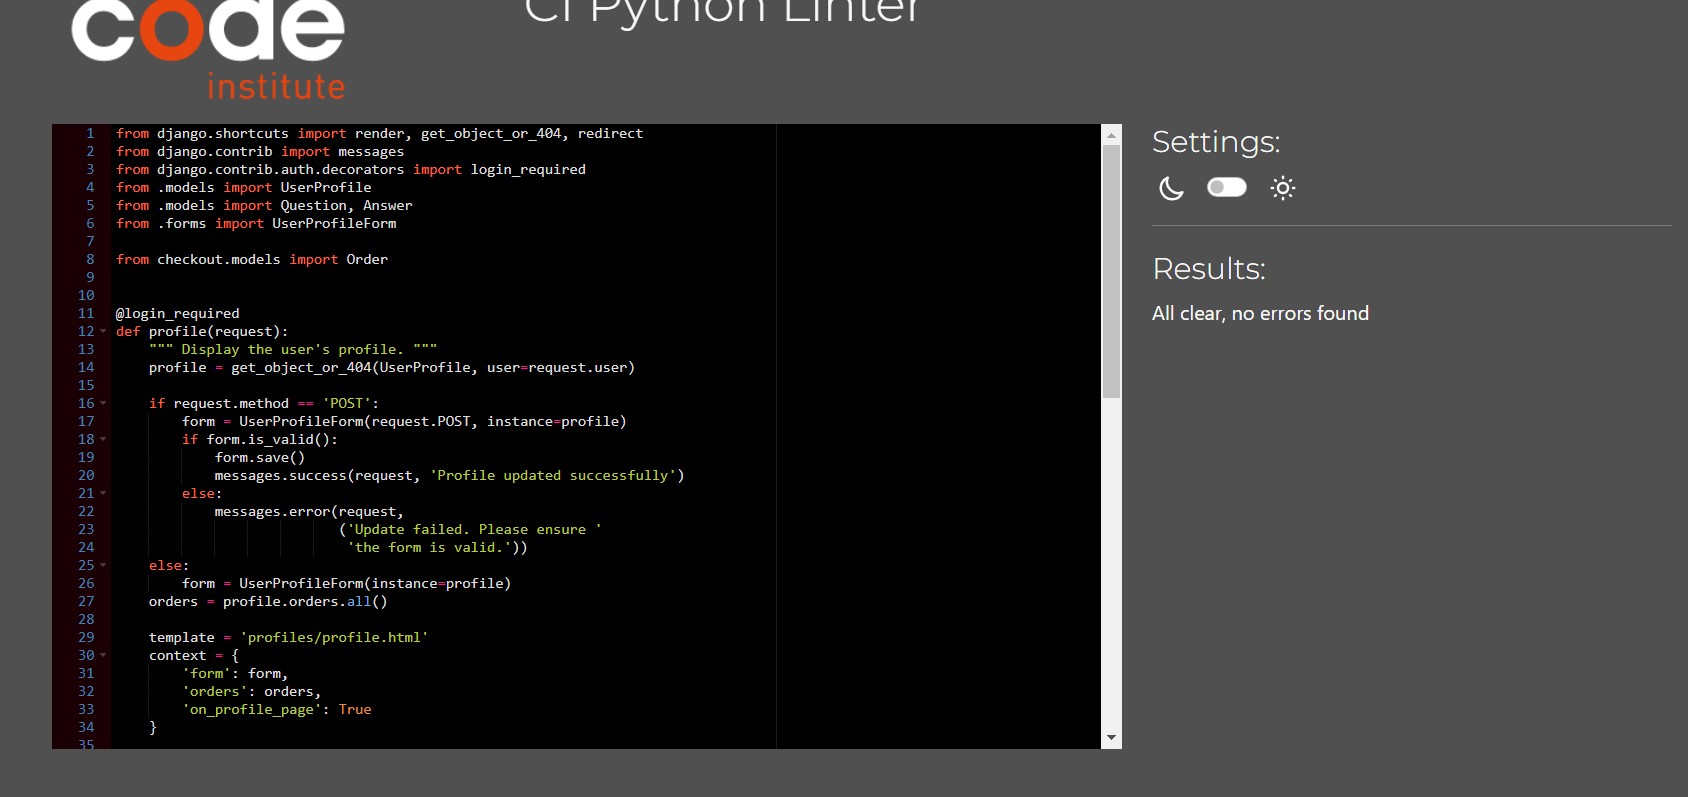 code
institute
CI Python Linter
1 from django.shortcuts import render, get_object_or_404, redirect
2 from django.contrib import messages
3 from django.contrib.auth.decorators import login_required
4 from .models import UserProfile
5 from .models import Question, Answer
6 from .forms import UserProfileForm
7
8 from checkout.models import Order
9
10
11 @login_required
12 def profile(request):
13     """ Display the user's profile. """
14     profile = get_object_or_404(UserProfile, user=request.user)
15
16     if request.method == 'POST':
17         form = UserProfileForm(request.POST, instance=profile)
18         if form.is_valid():
19             form.save()
20             messages.success(request, 'Profile updated successfully')
21         else:
22             messages.error(request,
23                            ('Update failed. Please ensure '
24                             'the form is valid.'))
25     else:
26         form = UserProfileForm(instance=profile)
27     orders = profile.orders.all()
28
29     template = 'profiles/profile.html'
30     context = {
31         'form': form,
32         'orders': orders,
33         'on_profile_page': True
34     }
35
Settings:
Results:
All clear, no errors found